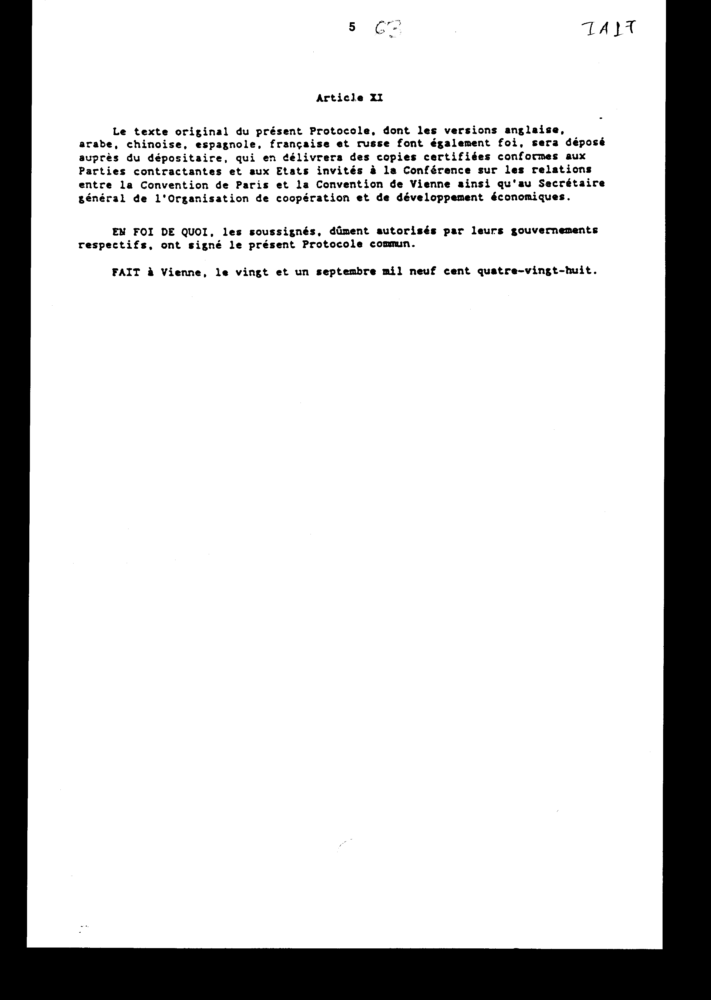 5 63 7A17
Article XI
Le texte original du présent Protocole, dont les versions anglaise,
arabe, chinoise, espagnole, française et russe font également foi, sera déposé
auprès du dépositaire, qui en délivrera des copies certifiées conformes aux
Parties contractantes et aux Etats invités à la Conférence sur les relations
entre la Convention de Paris et la Convention de Vienne ainsi qu'au Secrétaire
général de l'Organisation de coopération et de développement économiques.
EN FOI DE QUOI, les soussignés, dûment autorisés par leurs gouvernements
respectifs, ont signé le présent Protocole commun.
FAIT à Vienne, le vingt et un septembre mil neuf cent quatre-vingt-huit.